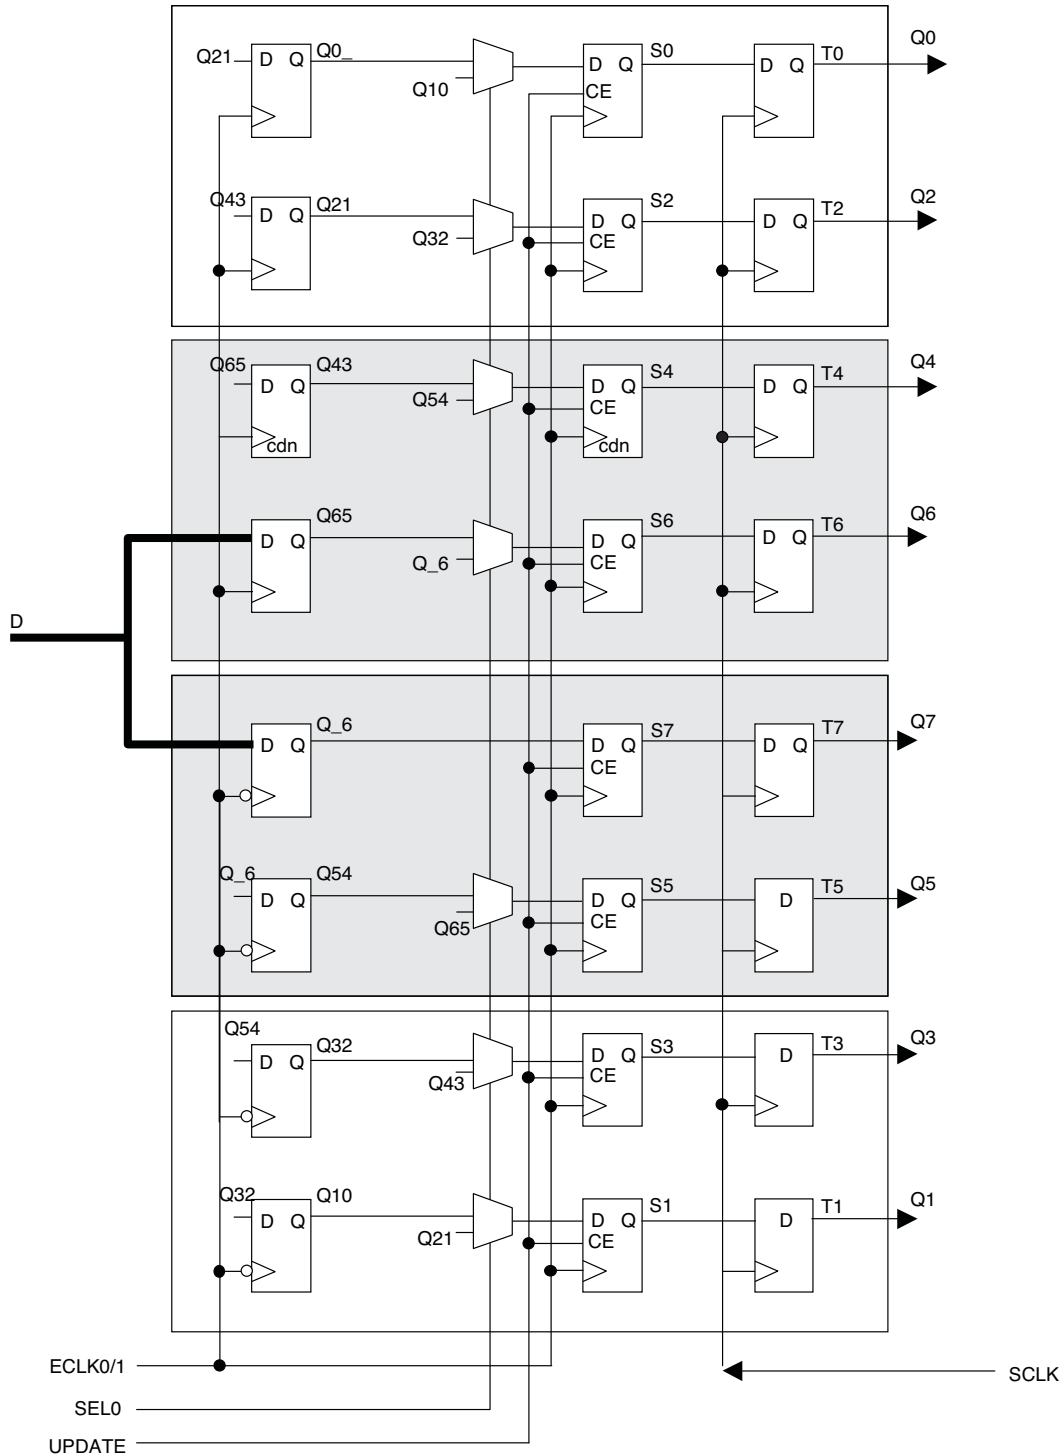 Q21 D Q Q0_ Q10 D Q CE S0 D Q T0 Q0
Q43 D Q Q21 Q32 D Q CE S2 D Q T2 Q2
Q65 D Q cdn Q43 Q54 D Q CE cdn S4 D Q T4 Q4
D Q Q65 Q_6 D Q CE S6 D Q T6 Q6
D
D Q Q_6 D Q CE S7 D Q T7 Q7
Q_6 D Q Q54 Q65 D Q CE S5 D T5 Q5
Q54 D Q Q32 Q43 D Q CE S3 D T3 Q3
Q32 D Q Q10 Q21 D Q CE S1 D T1 Q1
ECLK0/1
SCLK
SEL0
UPDATE